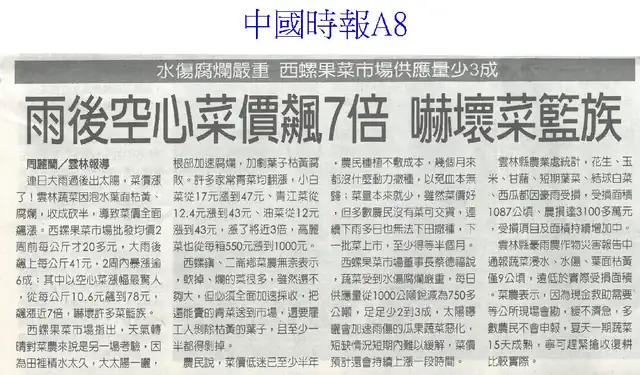 中國時報A8
水傷腐爛嚴重 西螺果菜市場供應量少3成
雨後空心菜價飆7倍 嚇壞菜籃族
周麗蘭／雲林報導
連日大雨過後出太陽，菜價漲
了！雲林蔬菜因泡水葉面枯黃、
腐爛，收成砍半，導致菜價全面
飆漲。西螺果菜市場批發均價2
周前每公斤才20多元，大雨後
飆上每公斤41元，2周內暴漲逾
6成；其中以空心菜漲幅最驚人
，從每公斤10.6元飆到78元，
飆漲近7倍，嚇壞許多菜籃族。
西螺果菜市場指出，天氣轉
晴對菜農來說是另一場考驗，因
為田裡積水太久，大太陽一曬，
根部加速腐爛，加劇葉子枯黃腐
敗。許多家常青菜均翻漲，小白
菜從17元漲到47元、青江菜從
12.4元漲到43元、油菜從12元
漲到43元，漲了將近3倍，高麗
菜也從每箱550元漲到1000元。
西螺鎮、二崙鄉菜農無奈表示
，軟掉、爛的菜很多，雖然還不
夠大，但必須全面加速採收，把
還能賣的青菜送到市場，還要雇
工人剔除枯黃的葉子，且至少一
半都得剝掉。
農民說，菜價低迷已至少半年
，農民種植不敷成本，幾個月來
都沒什麼動力撒種，以免血本無
歸；菜量本來就少，雖然菜價好
，但多數農民沒有菜可交貨，連
續下雨多日也無法下田撒種，下
一批菜上市，至少得等半個月。
西螺果菜市場董事長蔡德福說
，蔬菜受到水傷腐爛嚴重，每日
供應量從1000公噸銳減為750多
公噸，足足少2到3成，太陽曝
曬會加速雨傷的瓜果蔬菜惡化，
短缺情況短期內難以緩解，菜價
預計還會持續上漲一段時間。
雲林縣農業處統計，花生、玉
米、甘藷、短期葉菜、結球白菜
、西瓜都因豪雨受損，受損面積
1087公頃、農損達3100多萬元
，受損項目及面積持續增加中。
雲林縣豪雨農作物災害報告中
通報蔬菜浸水、水傷、葉面枯黃
僅9公頃，遠低於實際受損面積
。菜農表示，因為現金救助需要
等公所現場會勘，緩不濟急，多
數農民不會申報，夏天一期蔬菜
15天成熟，寧可趕緊搶收復耕
比較實際。